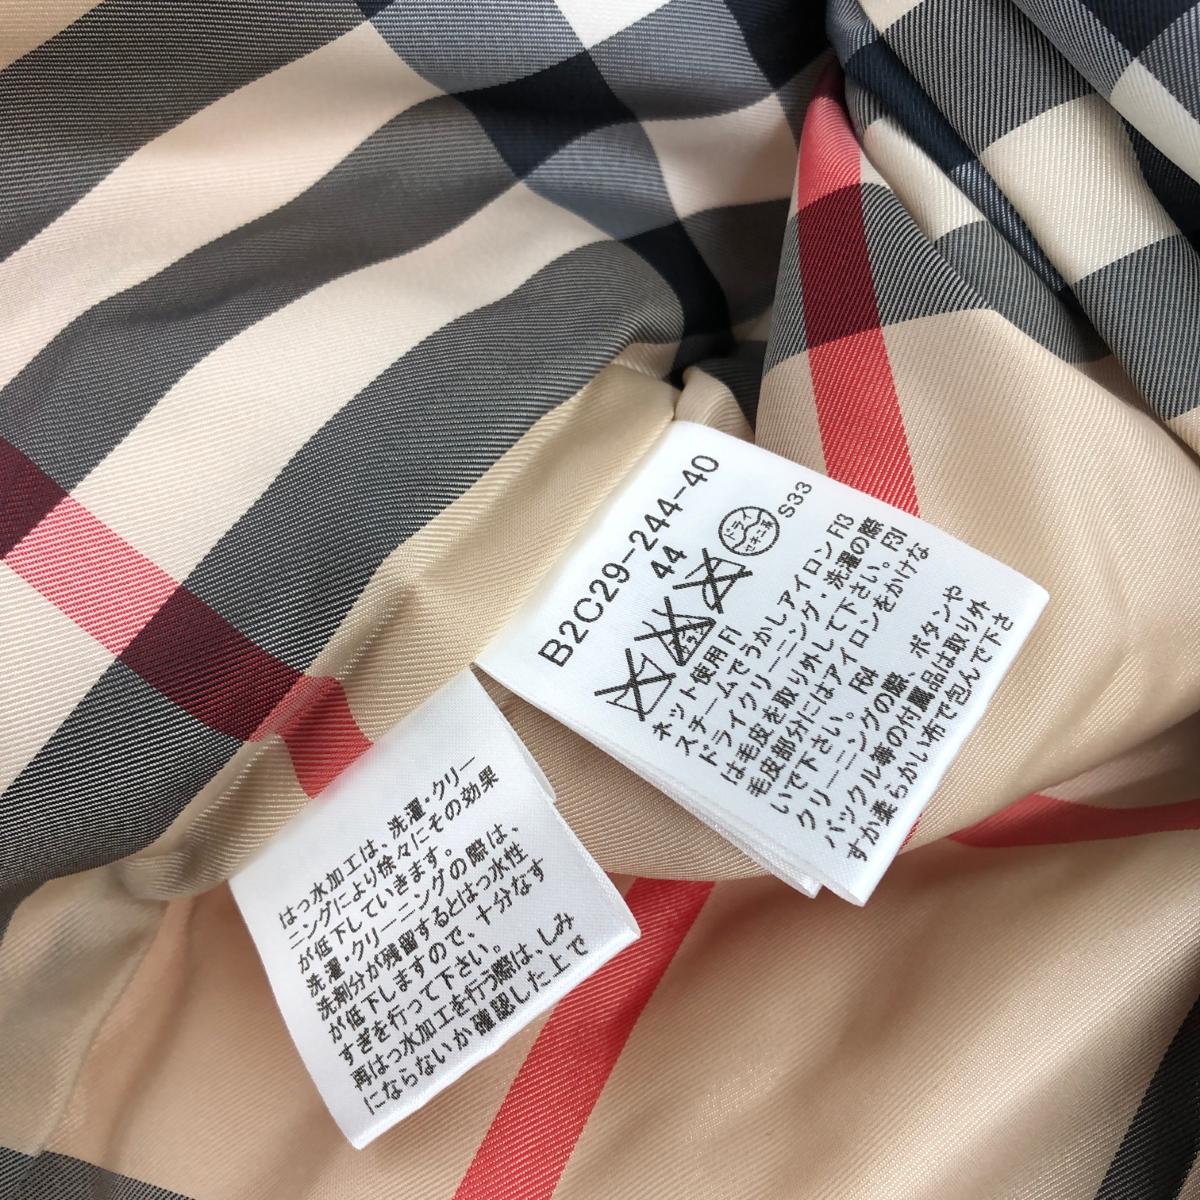 B2C29-244-40
44
ドライ
セキユ系
S33
ネット使用 F1
スチームでうかしアイロン F13
ドライクリーニング・洗濯の際
は毛皮を取り外して下さい。F31
毛皮部分にはアイロンをかけな
いで下さい。 F64
クリーニングの際、ボタンや
バックル等の付属品は取り外
すか柔らかい布で包んで下さ
はっ水加工は、洗濯・クリー
ニングにより徐々にその効果
が低下していきます。
洗濯・クリーニングの際は、
洗剤分が残留するとはっ水性
が低下しますので、十分なす
すぎを行って下さい。
再はっ水加工を行う際は、しみ
にならないか確認した上で